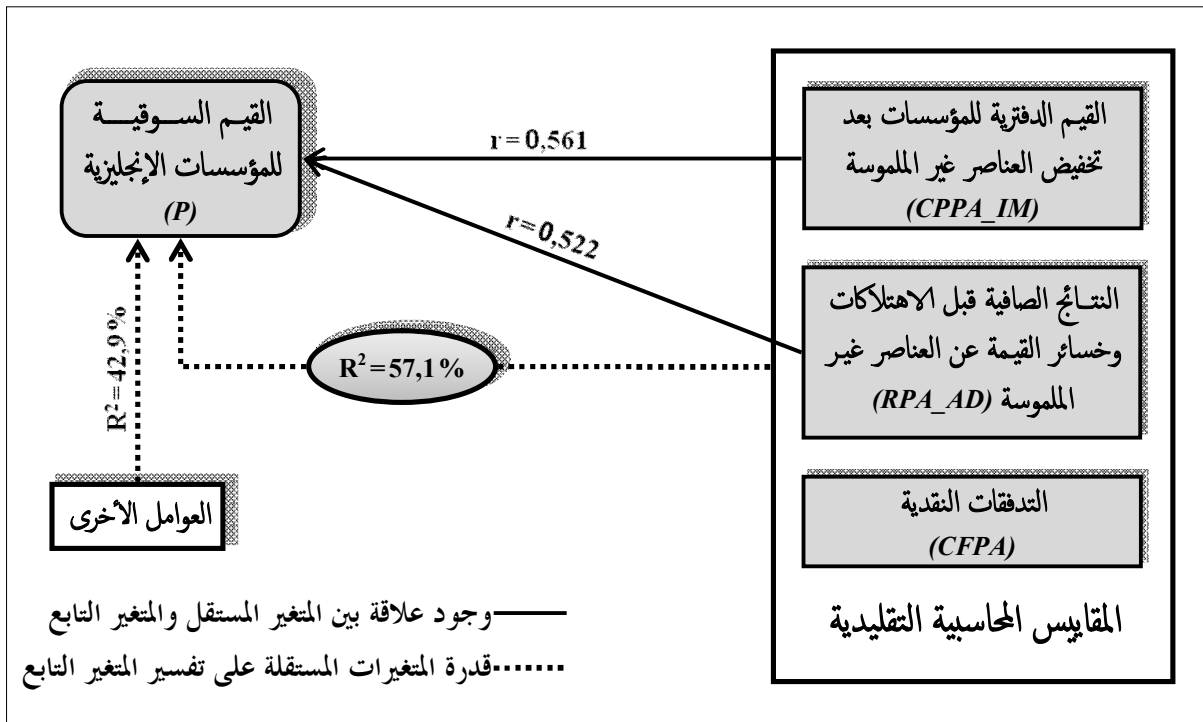 القيم السوقية
للمؤسسات الإنجليزية
(P)
r = 0,561
r = 0,522
القيم الدفترية للمؤسسات بعد
تخفيض العناصر غير الملموسة
(CPPA_IM)
النتائج الصافية قبل الاهتلاكات
وخسائر القيمة عن العناصر غير
الملموسة (RPA_AD)
R² = 57,1%
R² = 42,9%
العوامل الأخرى
التدفقات النقدية
(CFPA)
المقاييس المحاسبية التقليدية
وجود علاقة بين المتغير المستقل والمتغير التابع
قدرة المتغيرات المستقلة على تفسير المتغير التابع